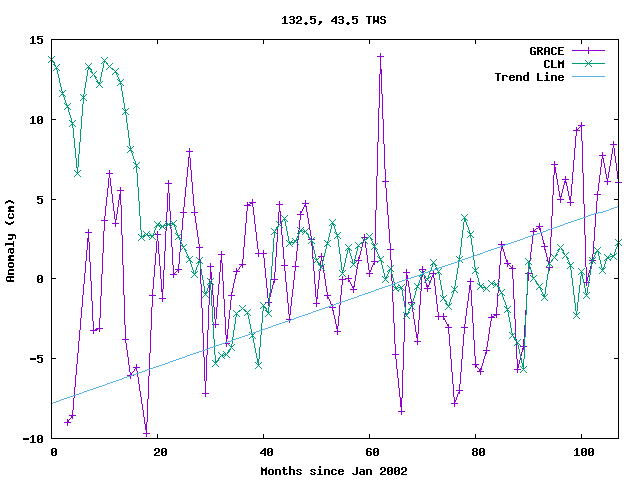 132.5, 43.5 TWS
GRACE
CLM
Trend Line
15
10
5
0
-5
-10
Anomaly (cm)
0 20 40 60 80 100
Months since Jan 2002